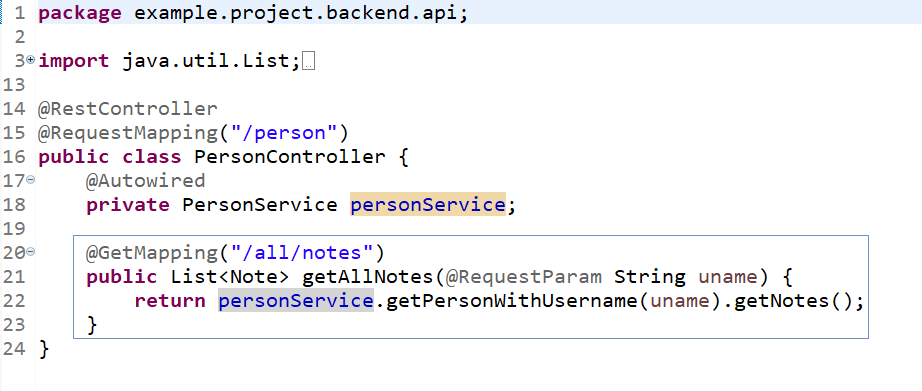 1 package example.project.backend.api;
2
3 import java.util.List;
13
14 @RestController
15 @RequestMapping("/person")
16 public class PersonController {
17 @Autowired
18 private PersonService personService;
19
20 @GetMapping("/all/notes")
21 public List<Note> getAllNotes(@RequestParam String uname) {
22 return personService.getPersonWithUsername(uname).getNotes();
23 }
24 }